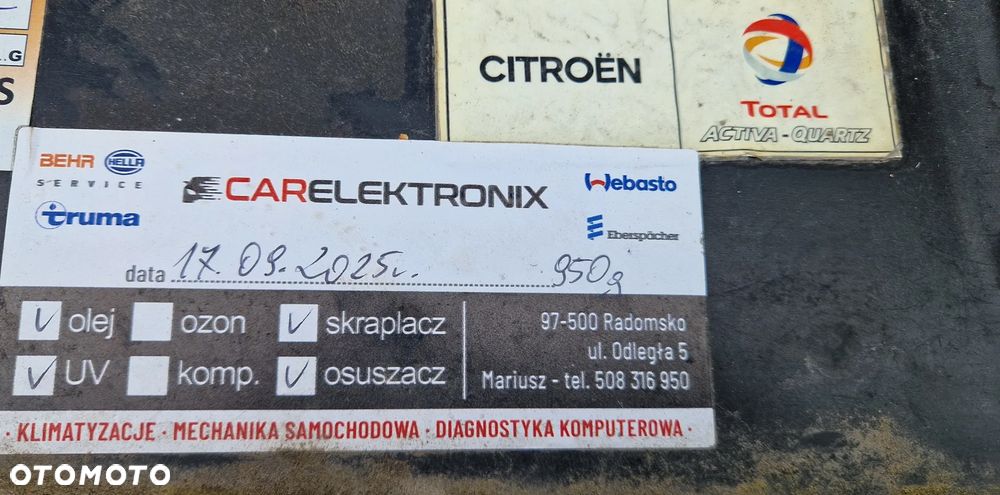 ..G
S
CITROËN
TOTAL
ACTIVA - QUARTZ
BEHR HELLA
SERVICE
truma
CARELEKTRONIX
Webasto
Eberspächer
data 17.09.2025r. 950g
olej ozon skraplacz
UV komp. osuszacz
97-500 Radomsko
ul. Odległa 5
Mariusz - tel. 508 316 950
· KLIMATYZACJE · MECHANIKA SAMOCHODOWA · DIAGNOSTYKA KOMPUTEROWA ·
OTOMOTO